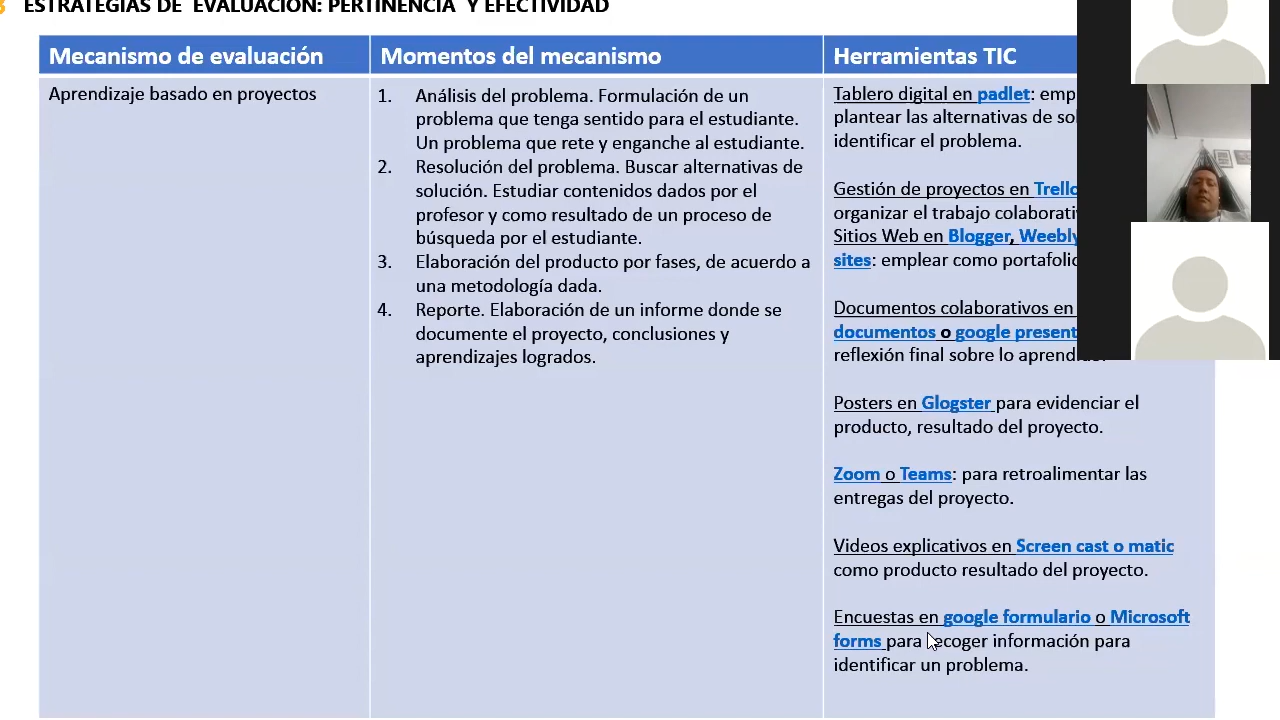 ESTRATEGIAS DE EVALUACIÓN: PERTINENCIA Y EFECTIVIDAD
Mecanismo de evaluación
Momentos del mecanismo
Herramientas TIC
Aprendizaje basado en proyectos
1. Análisis del problema. Formulación de un
problema que tenga sentido para el estudiante.
Un problema que rete y enganche al estudiante.
2. Resolución del problema. Buscar alternativas de
solución. Estudiar contenidos dados por el
profesor y como resultado de un proceso de
búsqueda por el estudiante.
3. Elaboración del producto por fases, de acuerdo a
una metodología dada.
4. Reporte. Elaboración de un informe donde se
documente el proyecto, conclusiones y
aprendizajes logrados.
Tablero digital en padlet:
plantear las alternativas de
identificar el problema.
Gestión de proyectos en Trello
organizar el trabajo
Sitios Web en Blogger, Weebly
sites: emplear como
Documentos colaborativos en
documentos o google
reflexión final sobre lo
Posters en Glogster para evidenciar el
producto, resultado del proyecto.
Zoom o Teams: para retroalimentar las
entregas del proyecto.
Videos explicativos en Screen cast o matic
como producto resultado del proyecto.
Encuestas en google formulario o Microsoft
forms para recoger información para
identificar un problema.